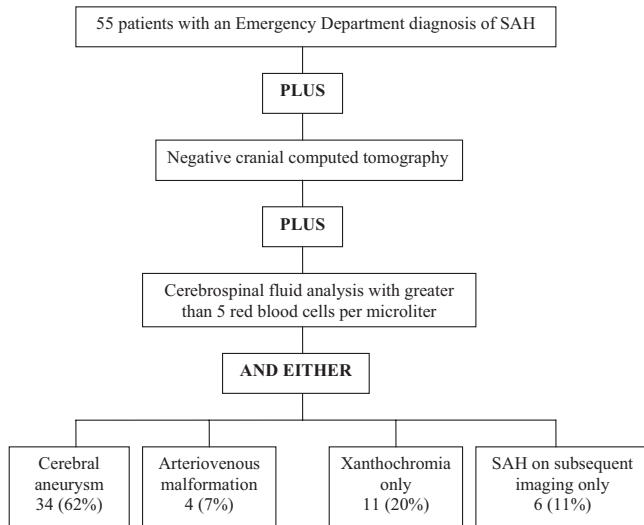 55 patients with an Emergency Department diagnosis of SAH
PLUS
Negative cranial computed tomography
PLUS
Cerebrospinal fluid analysis with greater
than 5 red blood cells per microliter
AND EITHER
Cerebral
aneurysm
34 (62%)
Arteriovenous
malformation
4 (7%)
Xanthochromia
only
11 (20%)
SAH on subsequent
imaging only
6 (11%)